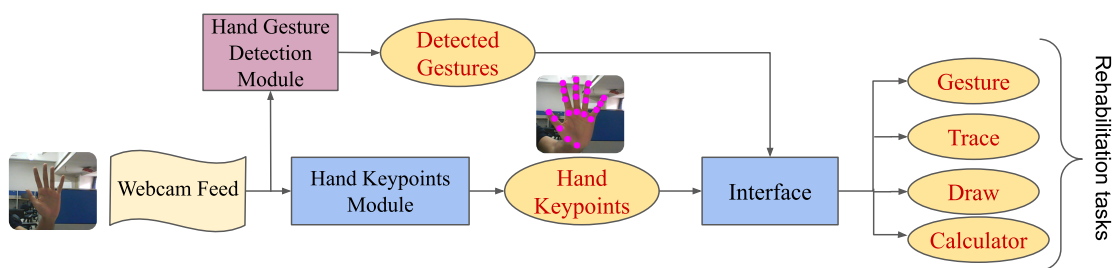 Hand Gesture
Detection
Module
Detected
Gestures
Webcam Feed
Hand Keypoints
Module
Hand
Keypoints
Interface
Gesture
Trace
Draw
Calculator
Rehabilitation tasks